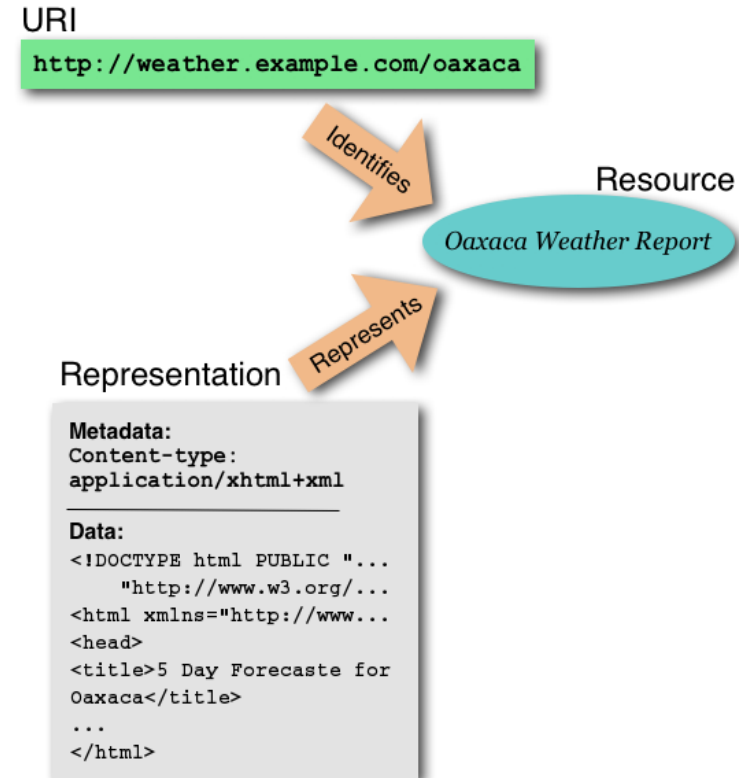 URI
http://weather.example.com/oaxaca
Identifies
Resource
Oaxaca Weather Report
Represents
Representation
Metadata:
Content-type:
application/xhtml+xml
Data:
<!DOCTYPE html PUBLIC "...
"http://www.w3.org/...
<html xmlns="http://www...
<head>
<title>5 Day Forecaste for
Oaxaca</title>
...
</html>